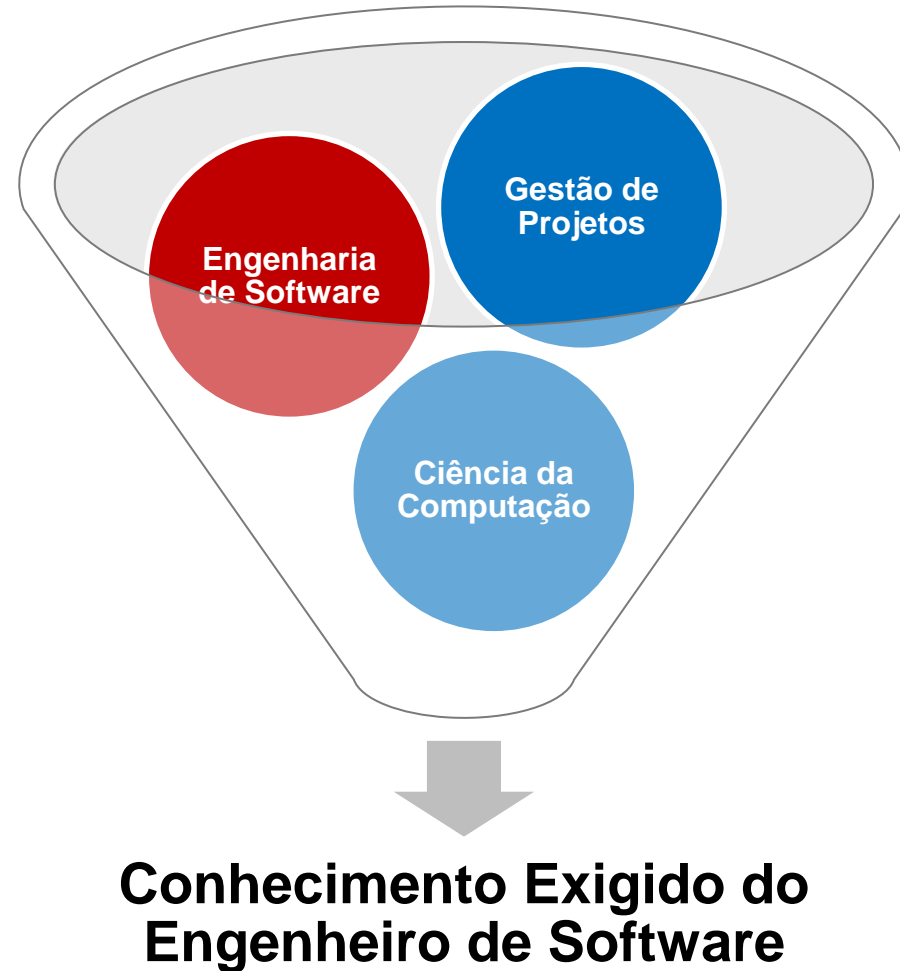 Gestão de
Projetos
Engenharia
de Software
Ciência da
Computação
Conhecimento Exigido do
Engenheiro de Software